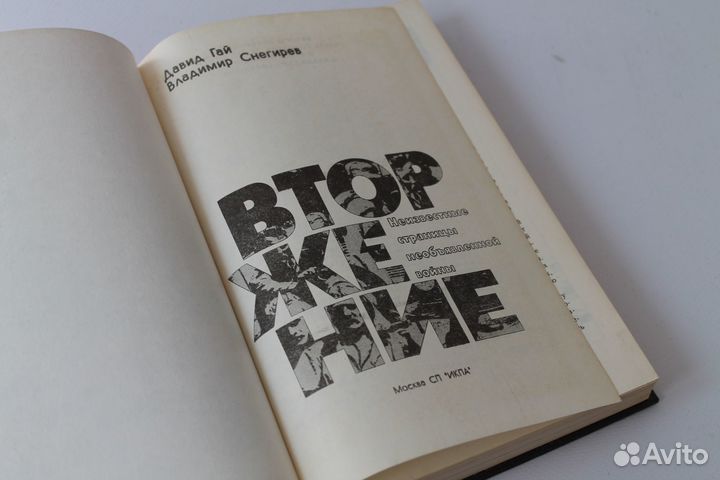 Давид Гай
Владимир Снегирев
ВТОР
ЖЕ
НИЕ
Неизвестные
страницы
необъявленной
войны
Москва СП "ИКПА"
Avito